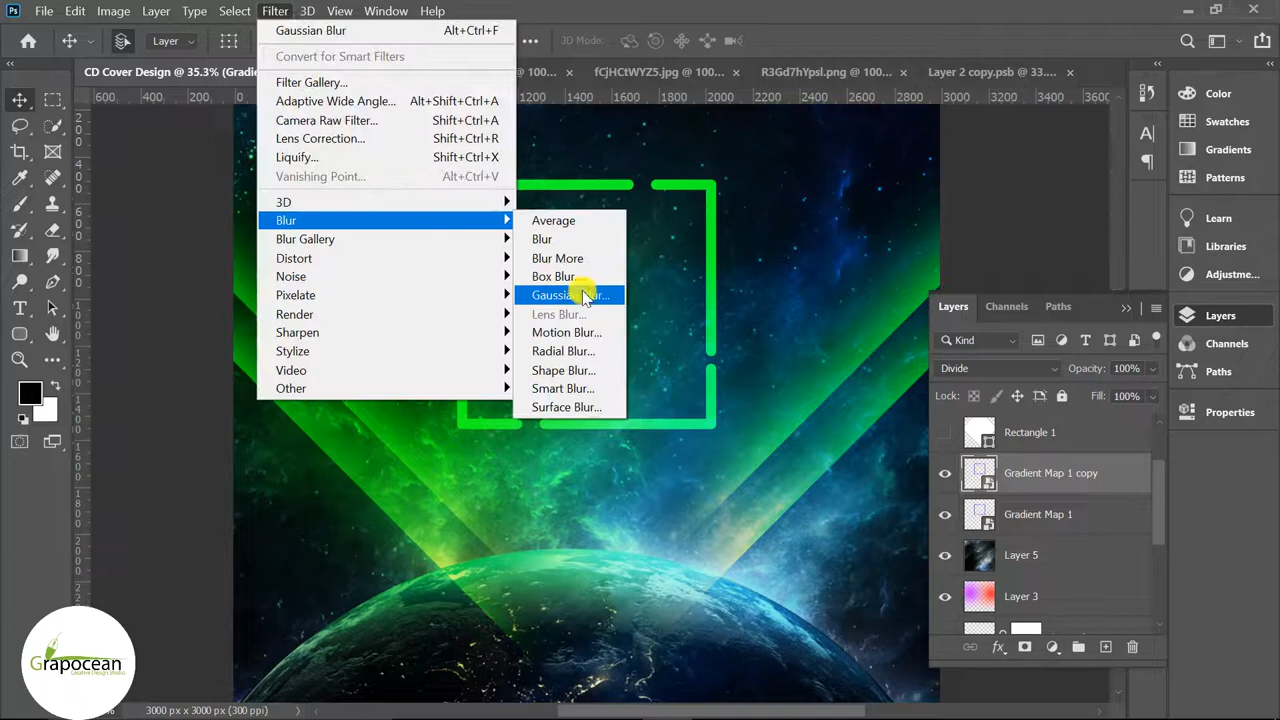 Ps File Edit Image Layer Type Select Filter 3D View Window Help
Layer
3D Mode:
CD Cover Design @ 35.3% (Gradie
@ 100...
fCjHCtWYZ5.jpg @ 100...
R3Gd7hYpsl.png @ 100...
Layer 2 copy.psb @ 33....
600 400 200 1200 1400 1600 1800 2000 2200 2400 2600 2800 3000 3200 3400 3600
Gaussian Blur Alt+Ctrl+F
Convert for Smart Filters
Filter Gallery...
Adaptive Wide Angle... Alt+Shift+Ctrl+A
Camera Raw Filter... Shift+Ctrl+A
Lens Correction... Shift+Ctrl+R
Liquify... Shift+Ctrl+X
Vanishing Point... Alt+Ctrl+V
3D
Blur
Blur Gallery
Distort
Noise
Pixelate
Render
Sharpen
Stylize
Video
Other
Average
Blur
Blur More
Box Blur...
Gaussian Blur...
Lens Blur...
Motion Blur...
Radial Blur...
Shape Blur...
Smart Blur...
Surface Blur...
Color
Swatches
Gradients
Patterns
Learn
Libraries
Adjustme...
Layers
Channels
Paths
Properties
Layers Channels Paths
Kind
Divide Opacity: 100%
Lock: Fill: 100%
Rectangle 1
Gradient Map 1 copy
Gradient Map 1
Layer 5
Layer 3
fx
Grapocean
Creative Design Studio
3000 px x 3000 px (300 ppi)